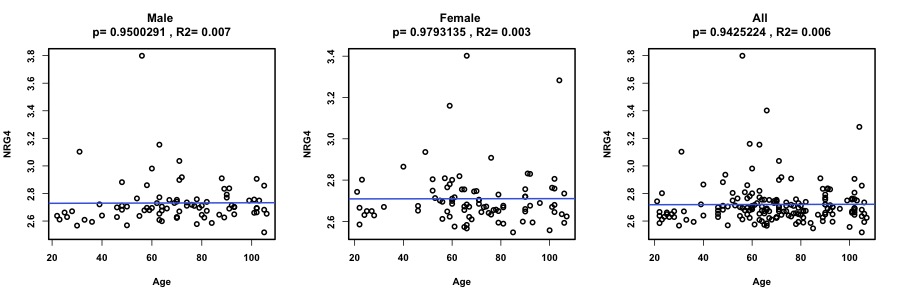 Male
p= 0.9500291 , R2= 0.007
NRG4
3.8
3.6
3.4
3.2
3.0
2.8
2.6
20 40 60 80 100
Age
Female
p= 0.9793135 , R2= 0.003
NRG4
3.4
3.2
3.0
2.8
2.6
20 40 60 80 100
Age
All
p= 0.9425224 , R2= 0.006
NRG4
3.8
3.6
3.4
3.2
3.0
2.8
2.6
20 40 60 80 100
Age